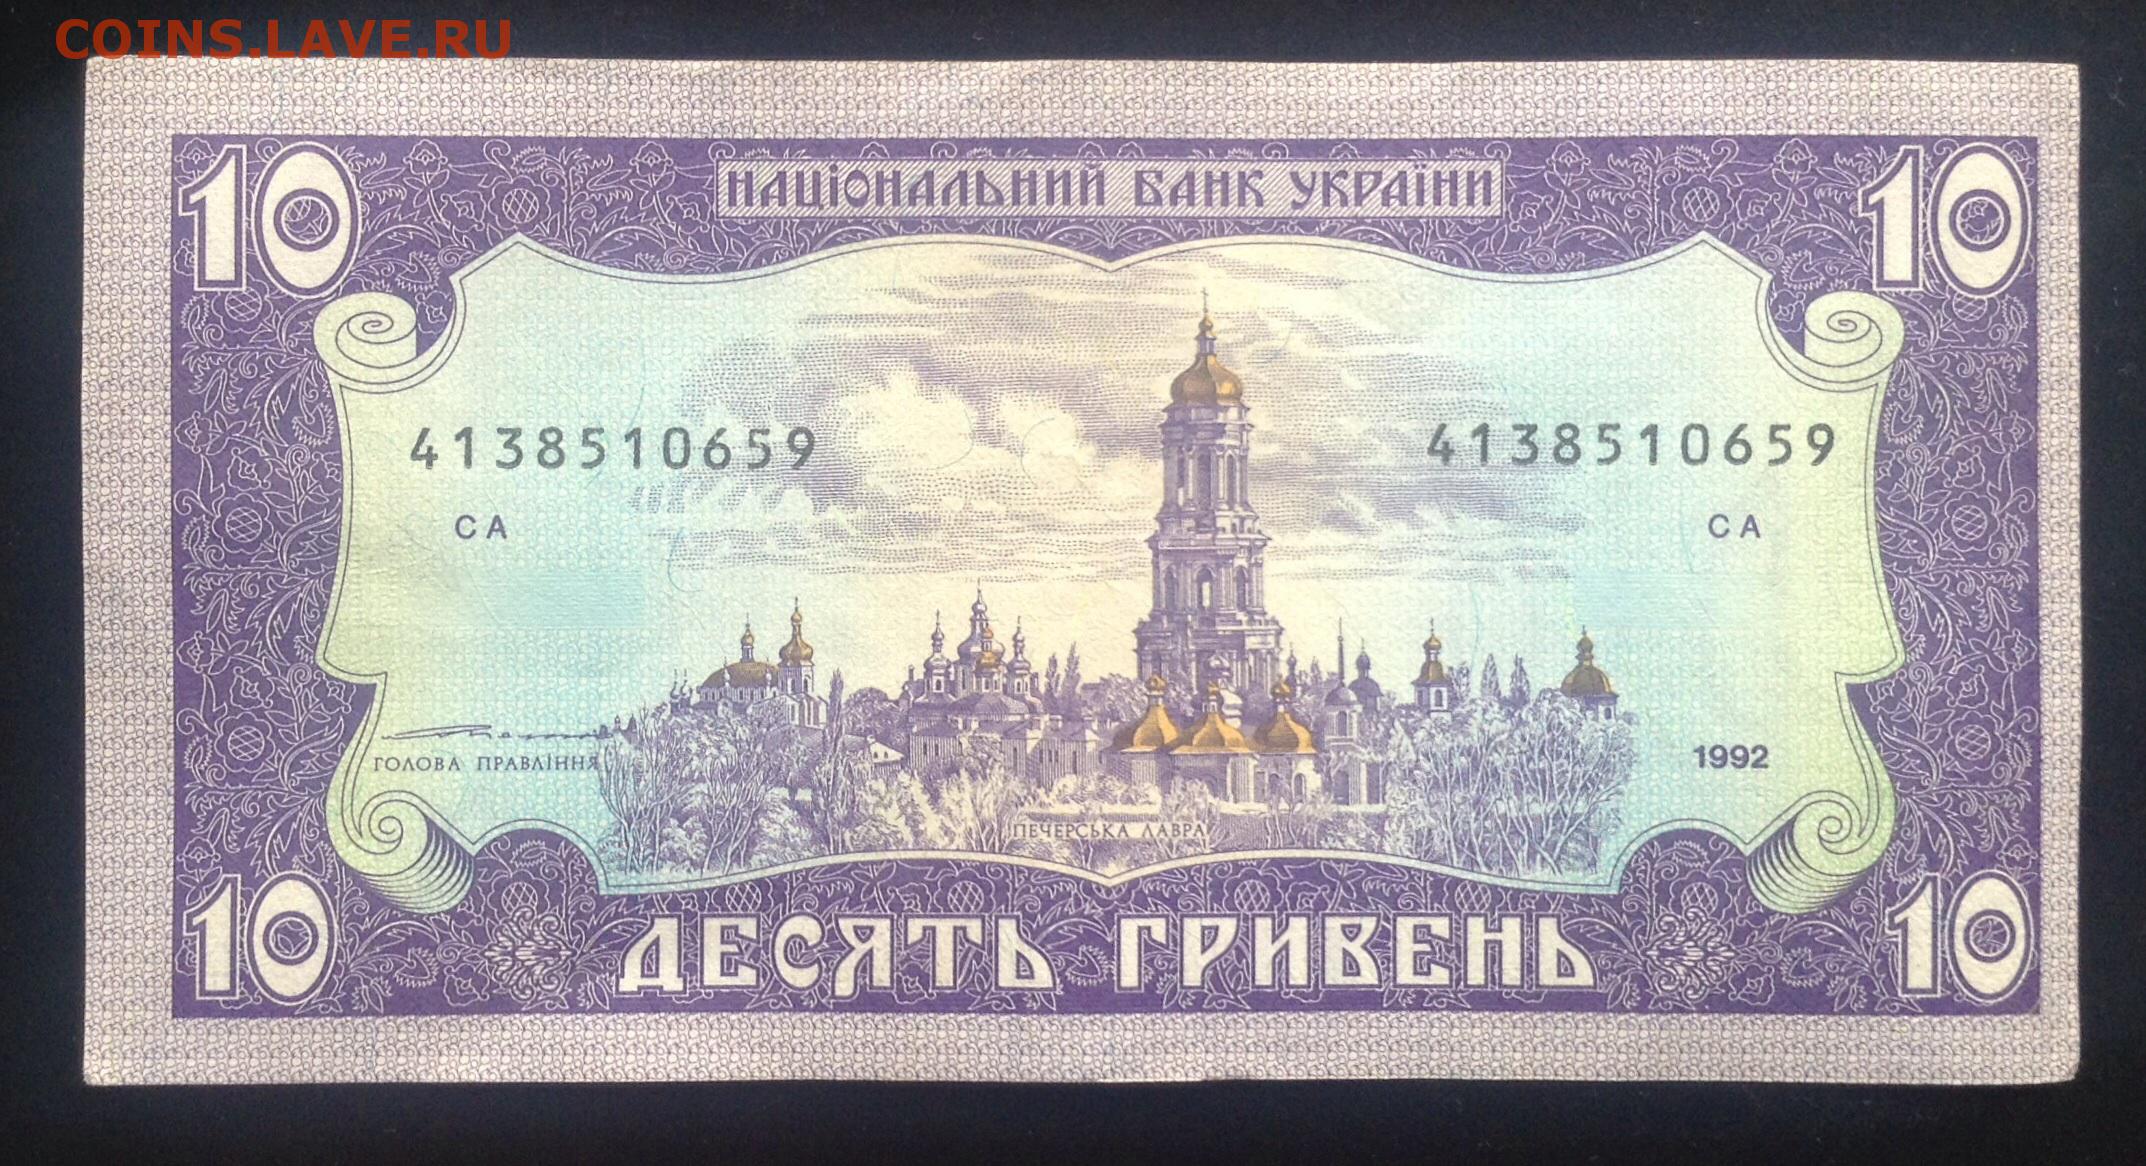 COINS.LAVE.RU
10 НАЦІОНАЛЬНИЙ БАНК УКРАЇНИ 10
4138510659 4138510659
СА СА
ГОЛОВА ПРАВЛІННЯ 1992
ПЕЧЕРСЬКА ЛАВРА
10 ДЕСЯТЬ ГРИВЕНЬ 10